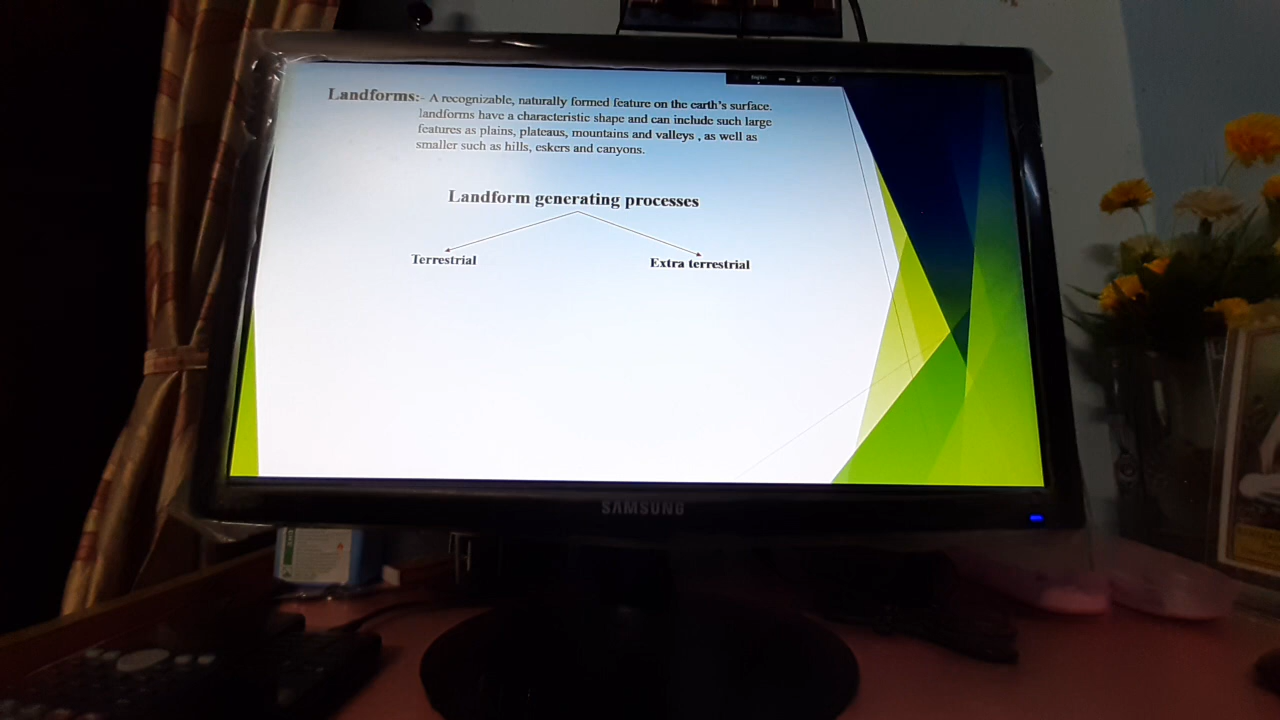 Landforms:- A recognizable, naturally formed feature on the earth's surface.
landforms have a characteristic shape and can include such large
features as plains, plateaus, mountains and valleys , as well as
smaller such as hills, eskers and canyons.
Landform generating processes
Terrestrial
Extra terrestrial
SAMSUNG